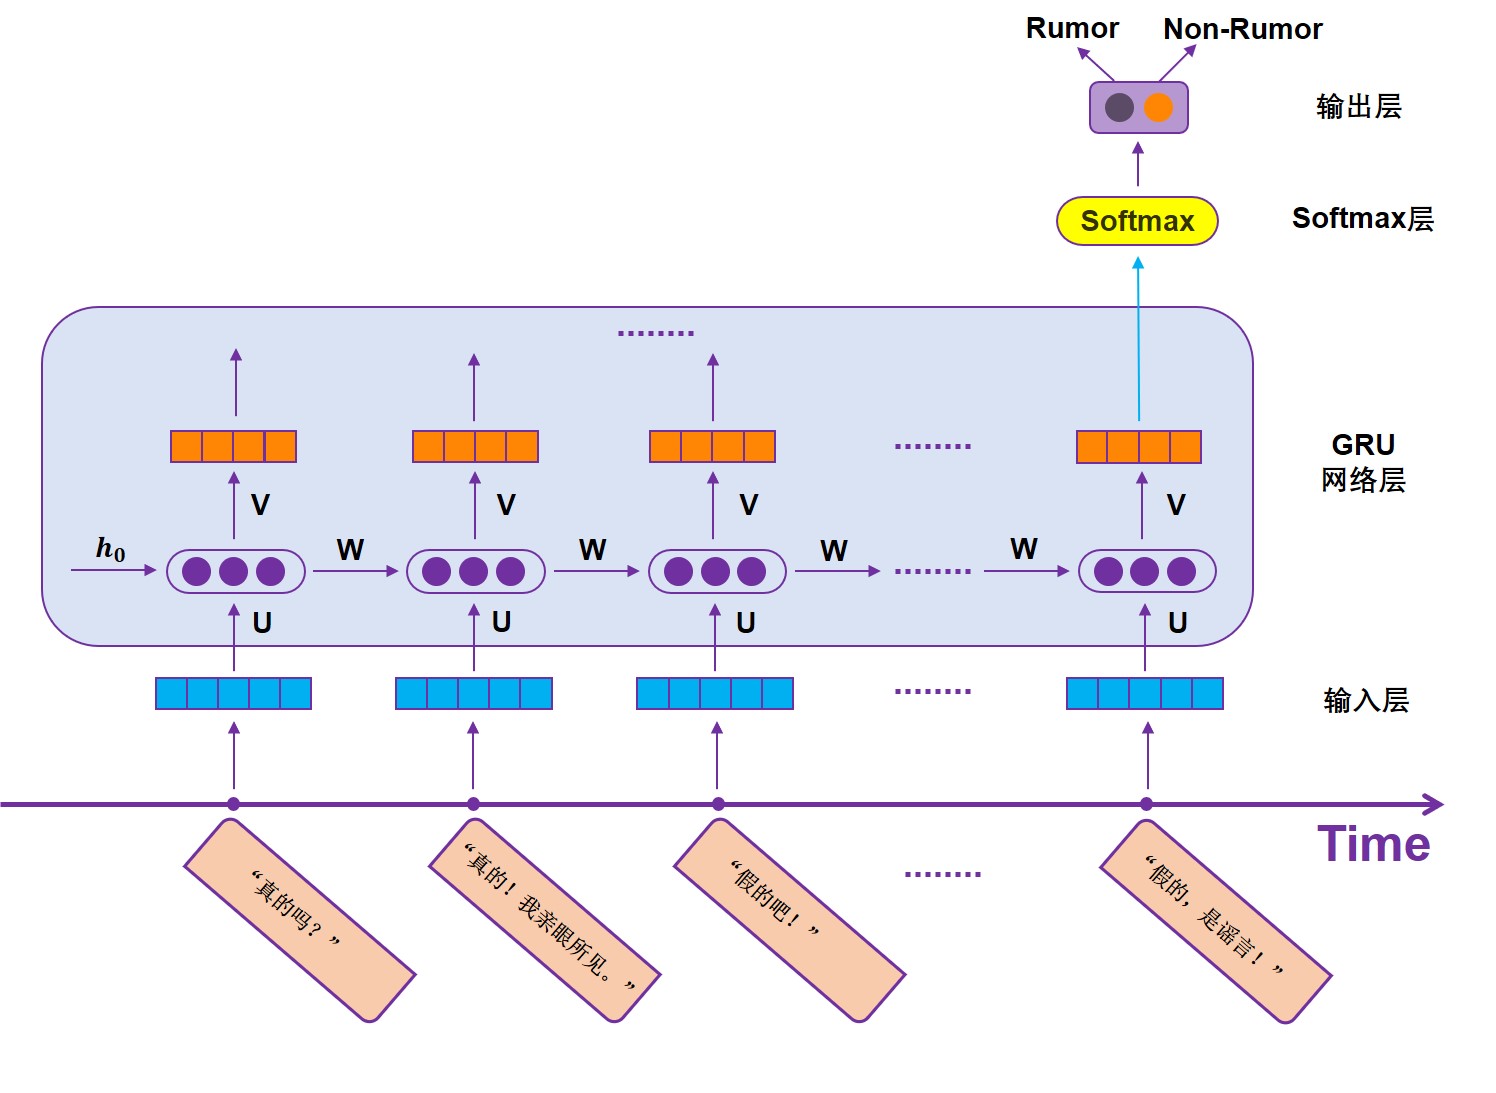 Rumor
Non-Rumor
输出层
Softmax
Softmax层
........
GRU
网络层
........
V
V
V
V
h₀
W
W
W
........
W
U
U
U
U
........
输入层
Time
“真的吗？”
“真的！我亲眼所见。”
“假的吧！”
........
“假的，是谣言！”